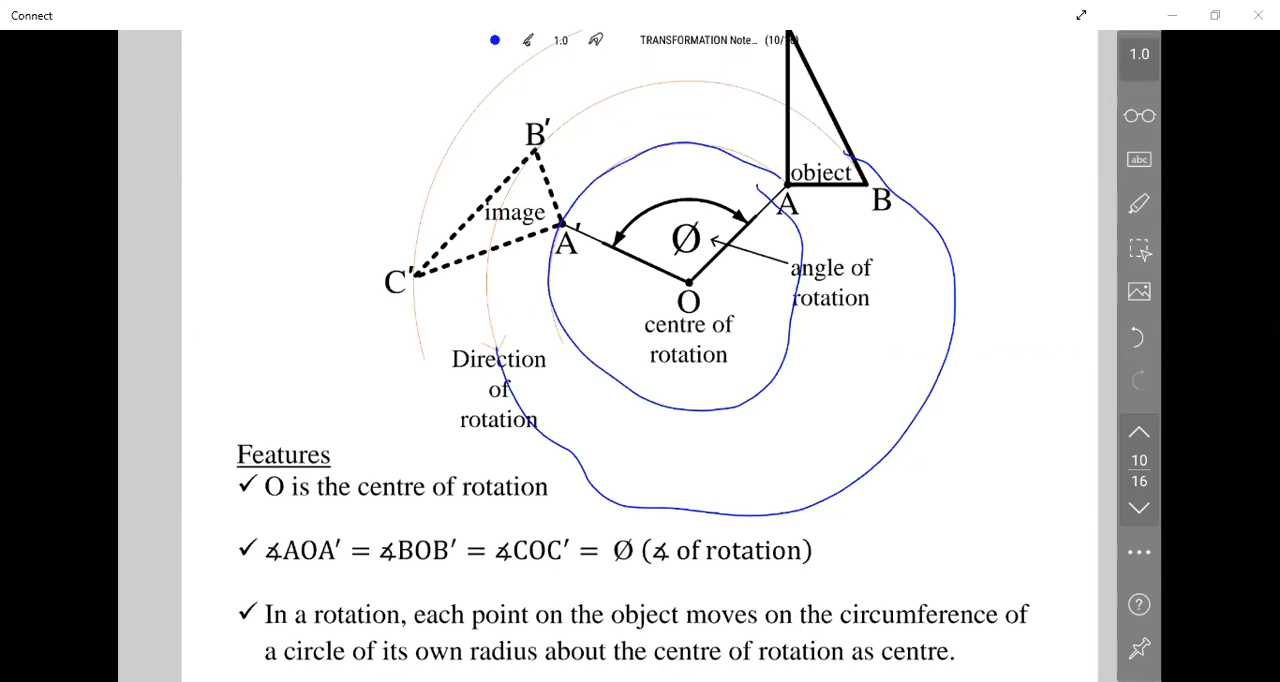 Connect
1.0
TRANSFORMATION Note...
1.0
abc
B′
object
A
B
image
A′
Ø
C′
angle of
rotation
O
centre of
rotation
Direction
of
rotation
Features
✓ O is the centre of rotation
✓ ∡AOA′ = ∡BOB′ = ∡COC′ = Ø (∡ of rotation)
✓ In a rotation, each point on the object moves on the circumference of
a circle of its own radius about the centre of rotation as centre.
10
16
?